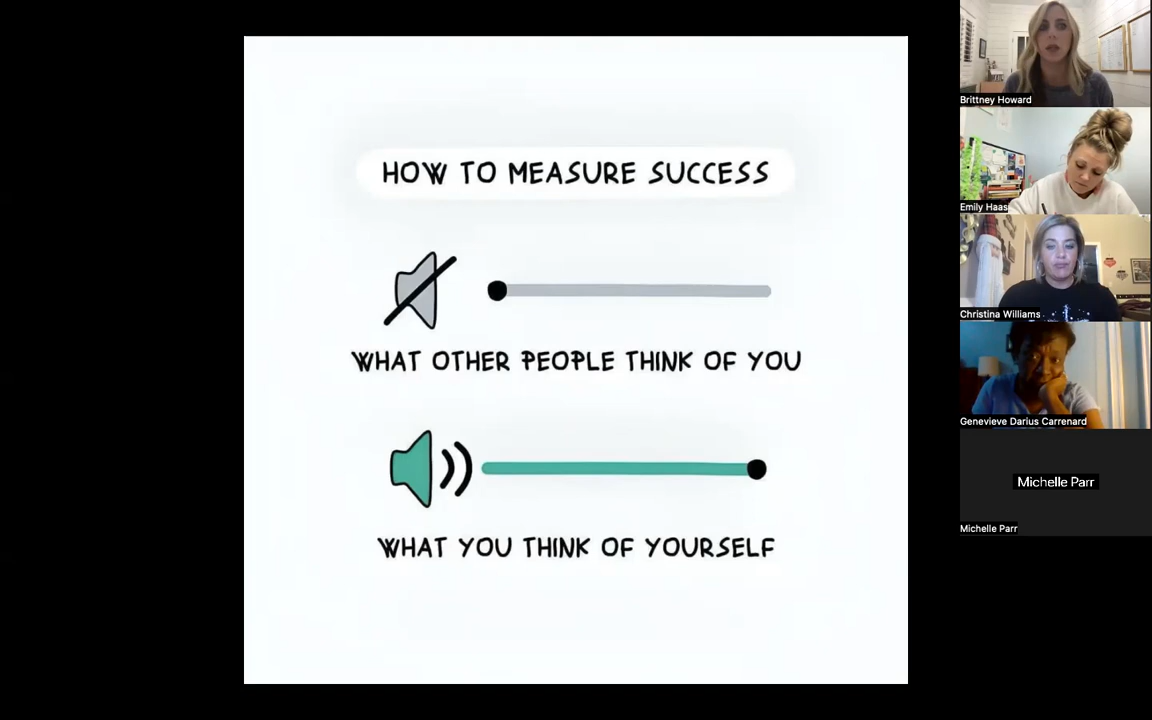 HOW TO MEASURE SUCCESS
WHAT OTHER PEOPLE THINK OF YOU
WHAT YOU THINK OF YOURSELF
Brittney Howard
Emily Haas
Christina Williams
Genevieve Darius Carrenard
Michelle Parr
Michelle Parr